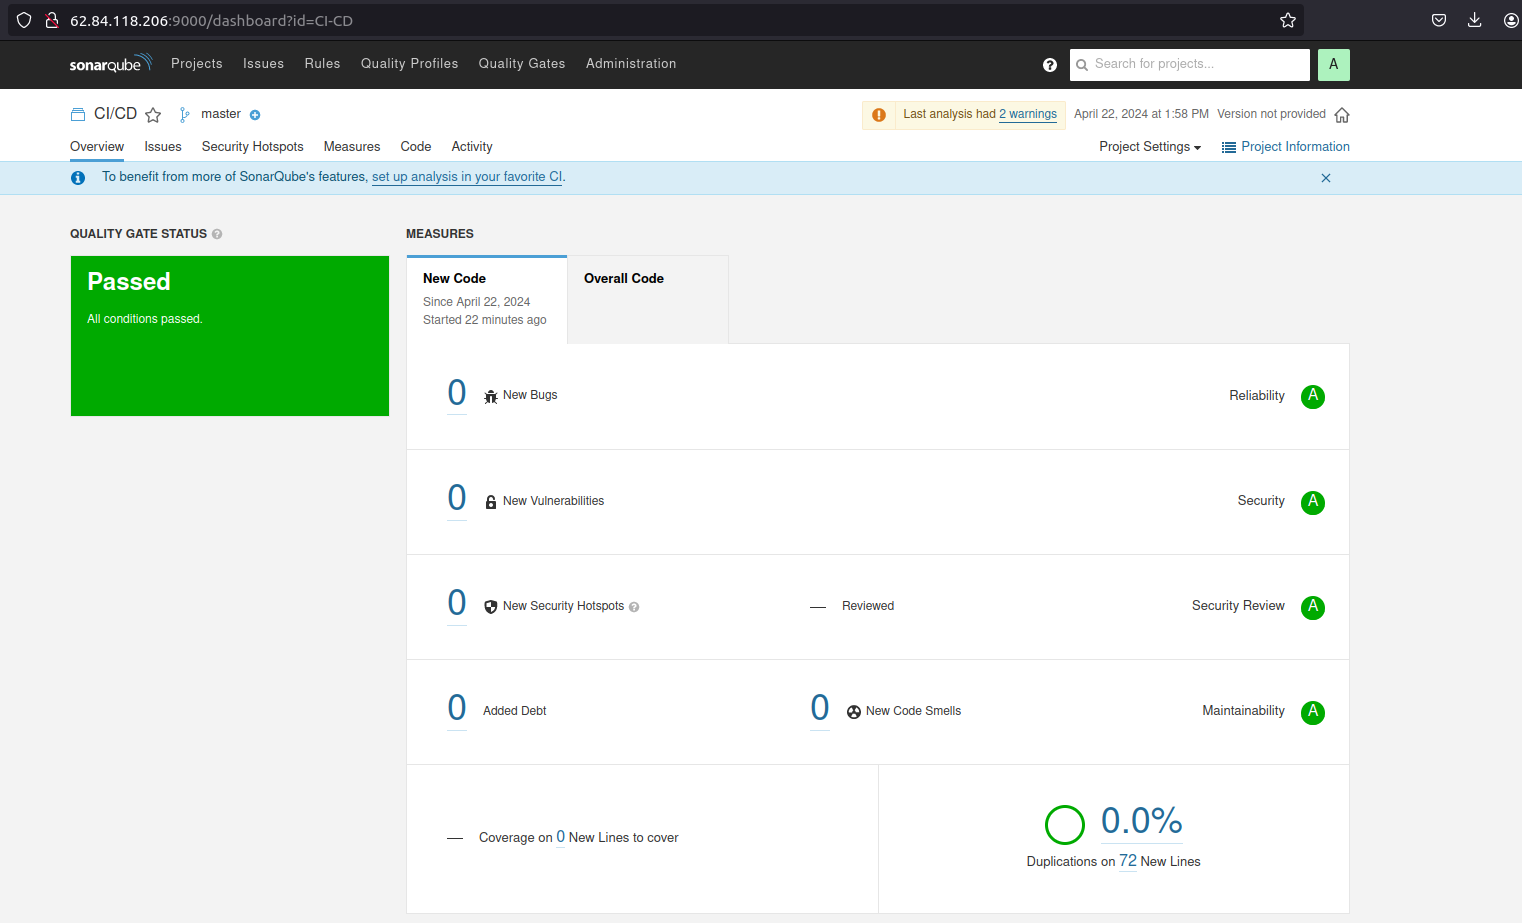 62.84.118.206:9000/dashboard?id=CI-CD
sonarqube Projects Issues Rules Quality Profiles Quality Gates Administration ? Search for projects... A
CI/CD master Last analysis had 2 warnings April 22, 2024 at 1:58 PM Version not provided
Overview Issues Security Hotspots Measures Code Activity Project Settings Project Information
To benefit from more of SonarQube's features, set up analysis in your favorite CI.
QUALITY GATE STATUS ? MEASURES
Passed
All conditions passed.
New Code Overall Code
Since April 22, 2024
Started 22 minutes ago
0 New Bugs Reliability A
0 New Vulnerabilities Security A
0 New Security Hotspots ? — Reviewed Security Review A
0 Added Debt 0 New Code Smells Maintainability A
— Coverage on 0 New Lines to cover
0.0%
Duplications on 72 New Lines